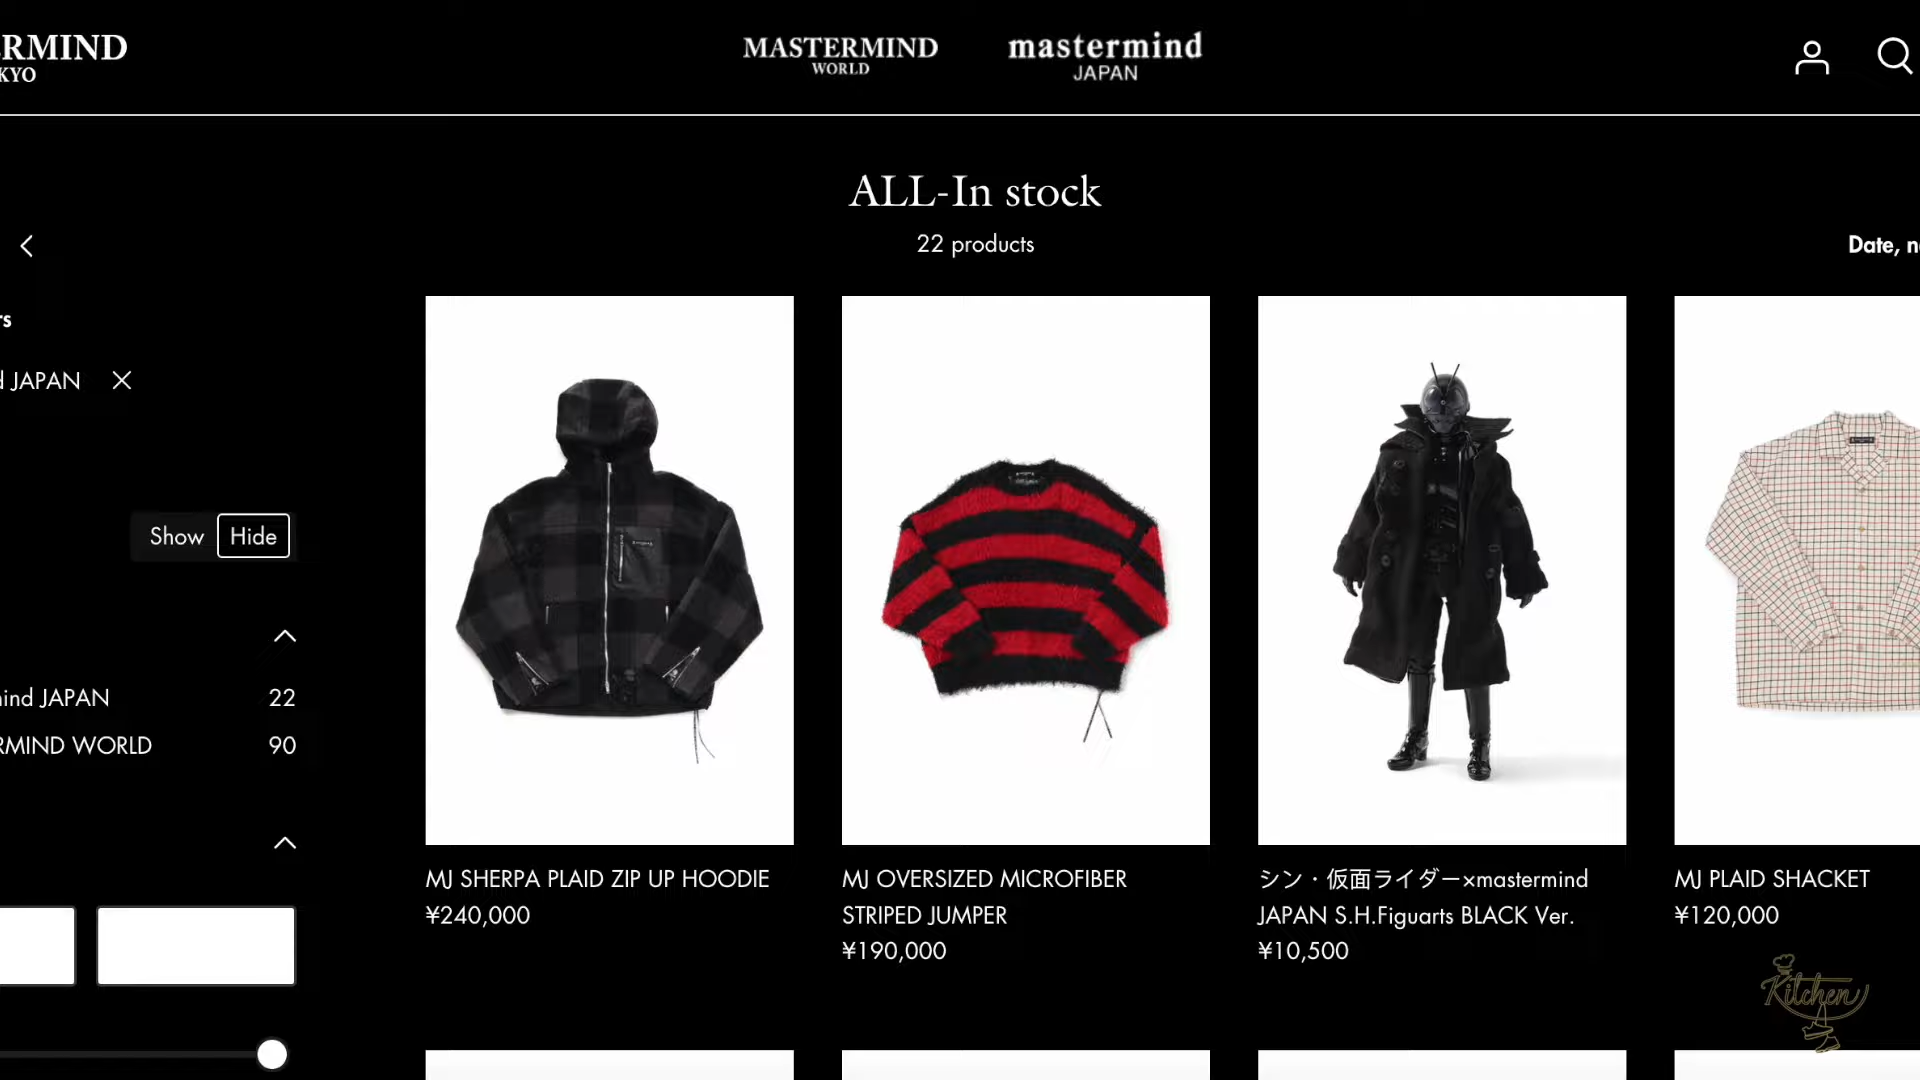 RMIND
KYO
MASTERMIND
WORLD
mastermind
JAPAN
ALL-In stock
22 products
Date, n
rs
d JAPAN
Show Hide
ind JAPAN 22
RMIND WORLD 90
MJ SHERPA PLAID ZIP UP HOODIE
¥240,000
MJ OVERSIZED MICROFIBER
STRIPED JUMPER
¥190,000
シン・仮面ライダー×mastermind
JAPAN S.H.Figuarts BLACK Ver.
¥10,500
MJ PLAID SHACKET
¥120,000
Kitchen